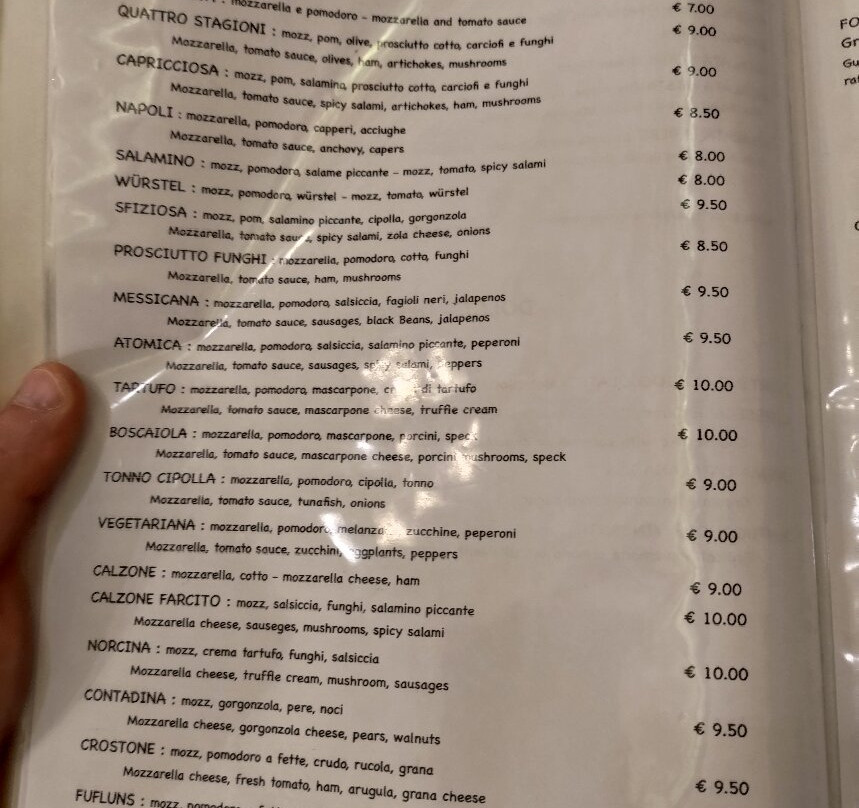 mozzarella e pomodoro - mozzarella and tomato sauce € 7.00
QUATTRO STAGIONI : mozz, pom, olive, prosciutto cotto, carciofi e funghi € 9.00
Mozzarella, tomato sauce, olives, ham, artichokes, mushrooms
CAPRICCIOSA : mozz, pom, salamino, prosciutto cotto, carciofi e funghi € 9.00
Mozzarella, tomato sauce, spicy salami, artichokes, ham, mushrooms
NAPOLI : mozzarella, pomodoro, capperi, acciughe € 8.50
Mozzarella, tomato sauce, anchovy, capers
SALAMINO : mozz, pomodoro, salame piccante - mozz, tomato, spicy salami € 8.00
WÜRSTEL : mozz, pomodoro, würstel - mozz, tomato, würstel € 8.00
SFIZIOSA : mozz, pom, salamino piccante, cipolla, gorgonzola € 9.50
Mozzarella, tomato sauce, spicy salami, zola cheese, onions
PROSCIUTTO FUNGHI : mozzarella, pomodoro, cotto, funghi € 8.50
Mozzarella, tomato sauce, ham, mushrooms
MESSICANA : mozzarella, pomodoro, salsiccia, fagioli neri, jalapenos € 9.50
Mozzarella, tomato sauce, sausages, black Beans, jalapenos
ATOMICA : mozzarella, pomodoro, salsiccia, salamino piccante, peperoni € 9.50
Mozzarella, tomato sauce, sausages, spicy salami, peppers
TARTUFO : mozzarella, pomodoro, mascarpone, di tartufo € 10.00
Mozzarella, tomato sauce, mascarpone cheese, truffle cream
BOSCAIOLA : mozzarella, pomodoro, mascarpone, porcini, speck € 10.00
Mozzarella, tomato sauce, mascarpone cheese, porcini mushrooms, speck
TONNO CIPOLLA : mozzarella, pomodoro, cipolla, tonno € 9.00
Mozzarella, tomato sauce, tunafish, onions
VEGETARIANA : mozzarella, pomodoro, zucchine, peperoni € 9.00
Mozzarella, tomato sauce, zucchini, eggplants, peppers
CALZONE : mozzarella, cotto - mozzarella cheese, ham € 9.00
CALZONE FARCITO : mozz, salsiccia, funghi, salamino piccante € 10.00
Mozzarella cheese, sauseges, mushrooms, spicy salami
NORCINA : mozz, crema tartufo, funghi, salsiccia € 10.00
Mozzarella cheese, truffle cream, mushroom, sausages
CONTADINA : mozz, gorgonzola, pere, noci € 9.50
Mozzarella cheese, gorgonzola cheese, pears, walnuts
CROSTONE : mozz, pomodoro a fette, crudo, rucola, grana € 9.50
Mozzarella cheese, fresh tomato, ham, arugula, grana cheese
FUFLUNS : mozz